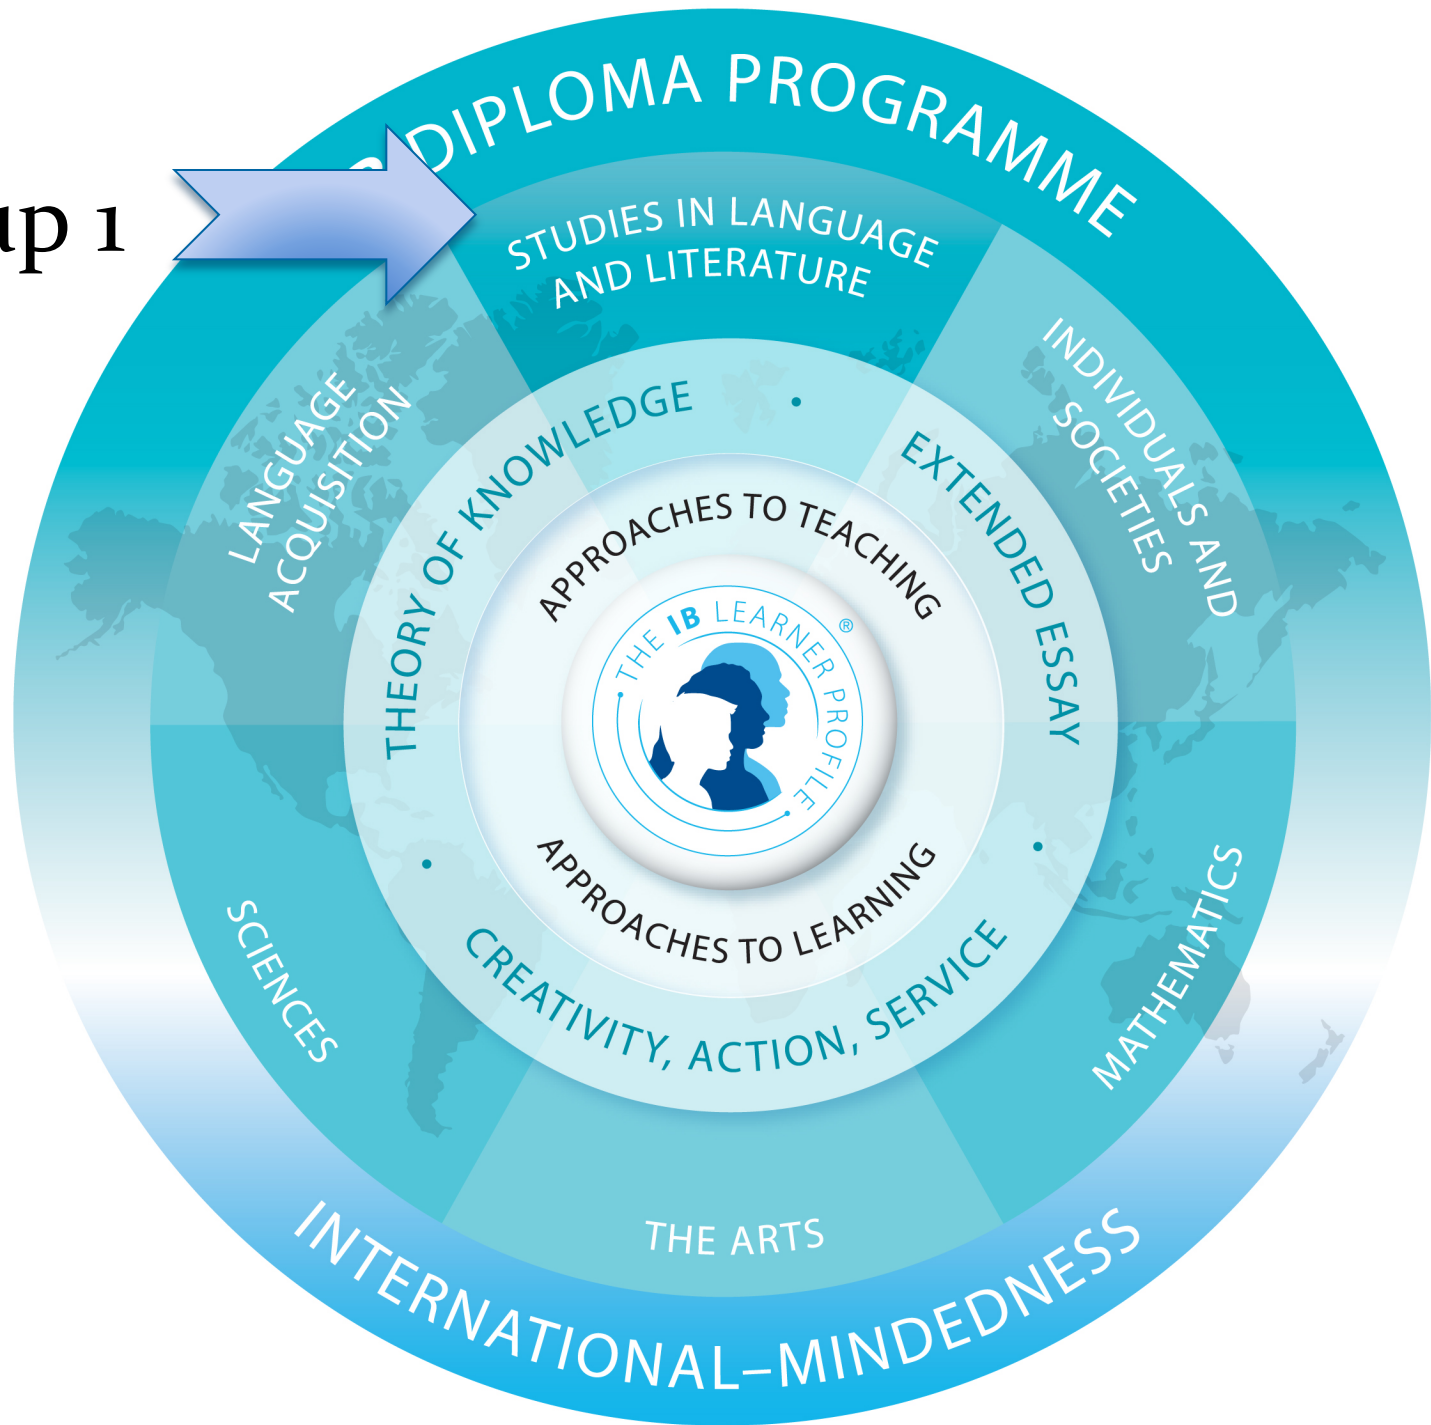 up 1
DIPLOMA PROGRAMME
STUDIES IN LANGUAGE
AND LITERATURE
LANGUAGE
ACQUISITION
INDIVIDUALS AND
SOCIETIES
THEORY OF KNOWLEDGE
•
EXTENDED ESSAY
•
APPROACHES TO TEACHING
THE IB LEARNER PROFILE
®
APPROACHES TO LEARNING
•
CREATIVITY, ACTION, SERVICE
SCIENCES
MATHEMATICS
THE ARTS
INTERNATIONAL–MINDEDNESS